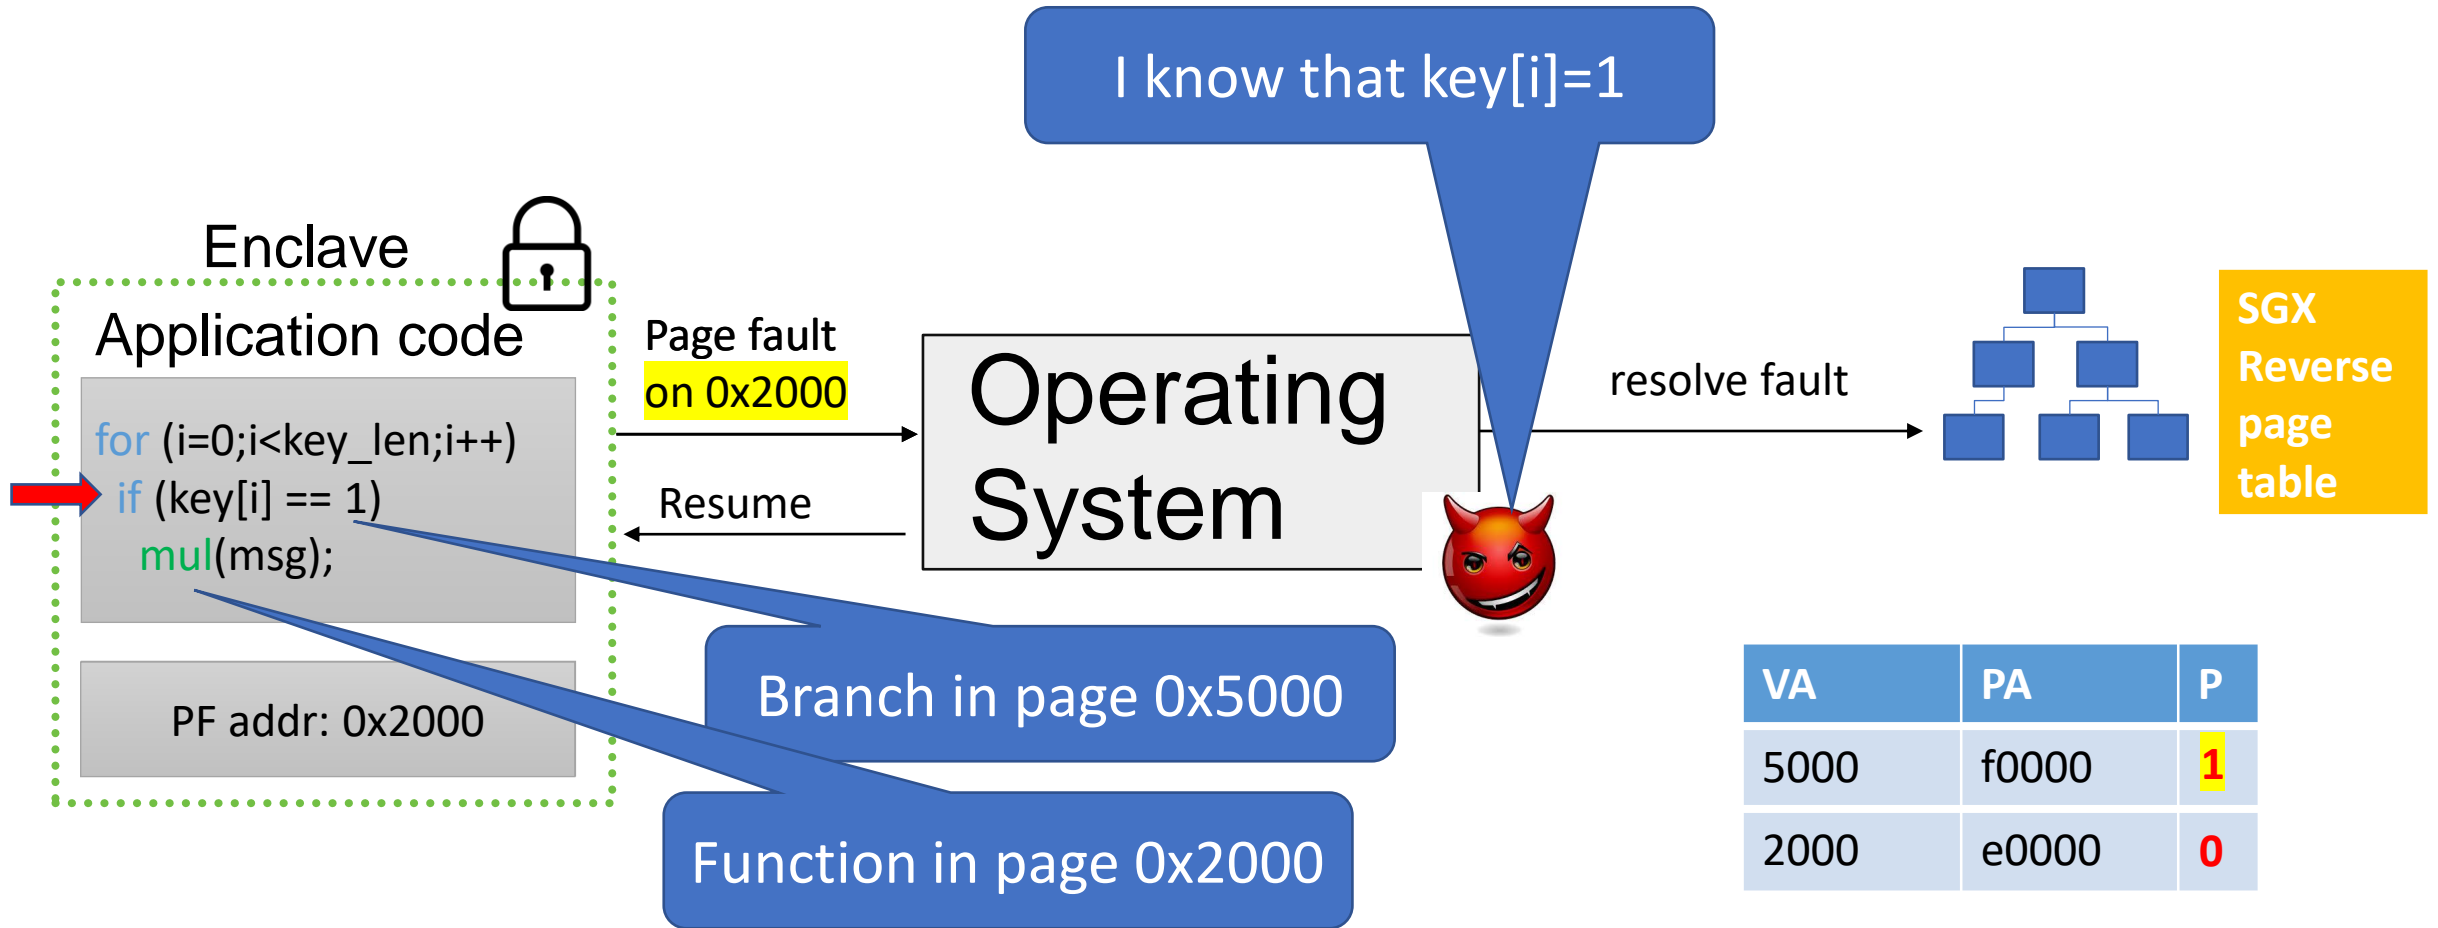 I know that key[i]=1
Enclave
Application code
for (i=0;i<key_len;i++)
if (key[i] == 1)
mul(msg);
PF addr: 0x2000
Page fault
on 0x2000
Resume
Operating
System
resolve fault
SGX
Reverse
page
table
Branch in page 0x5000
Function in page 0x2000
VA PA P
5000 f0000 1
2000 e0000 0